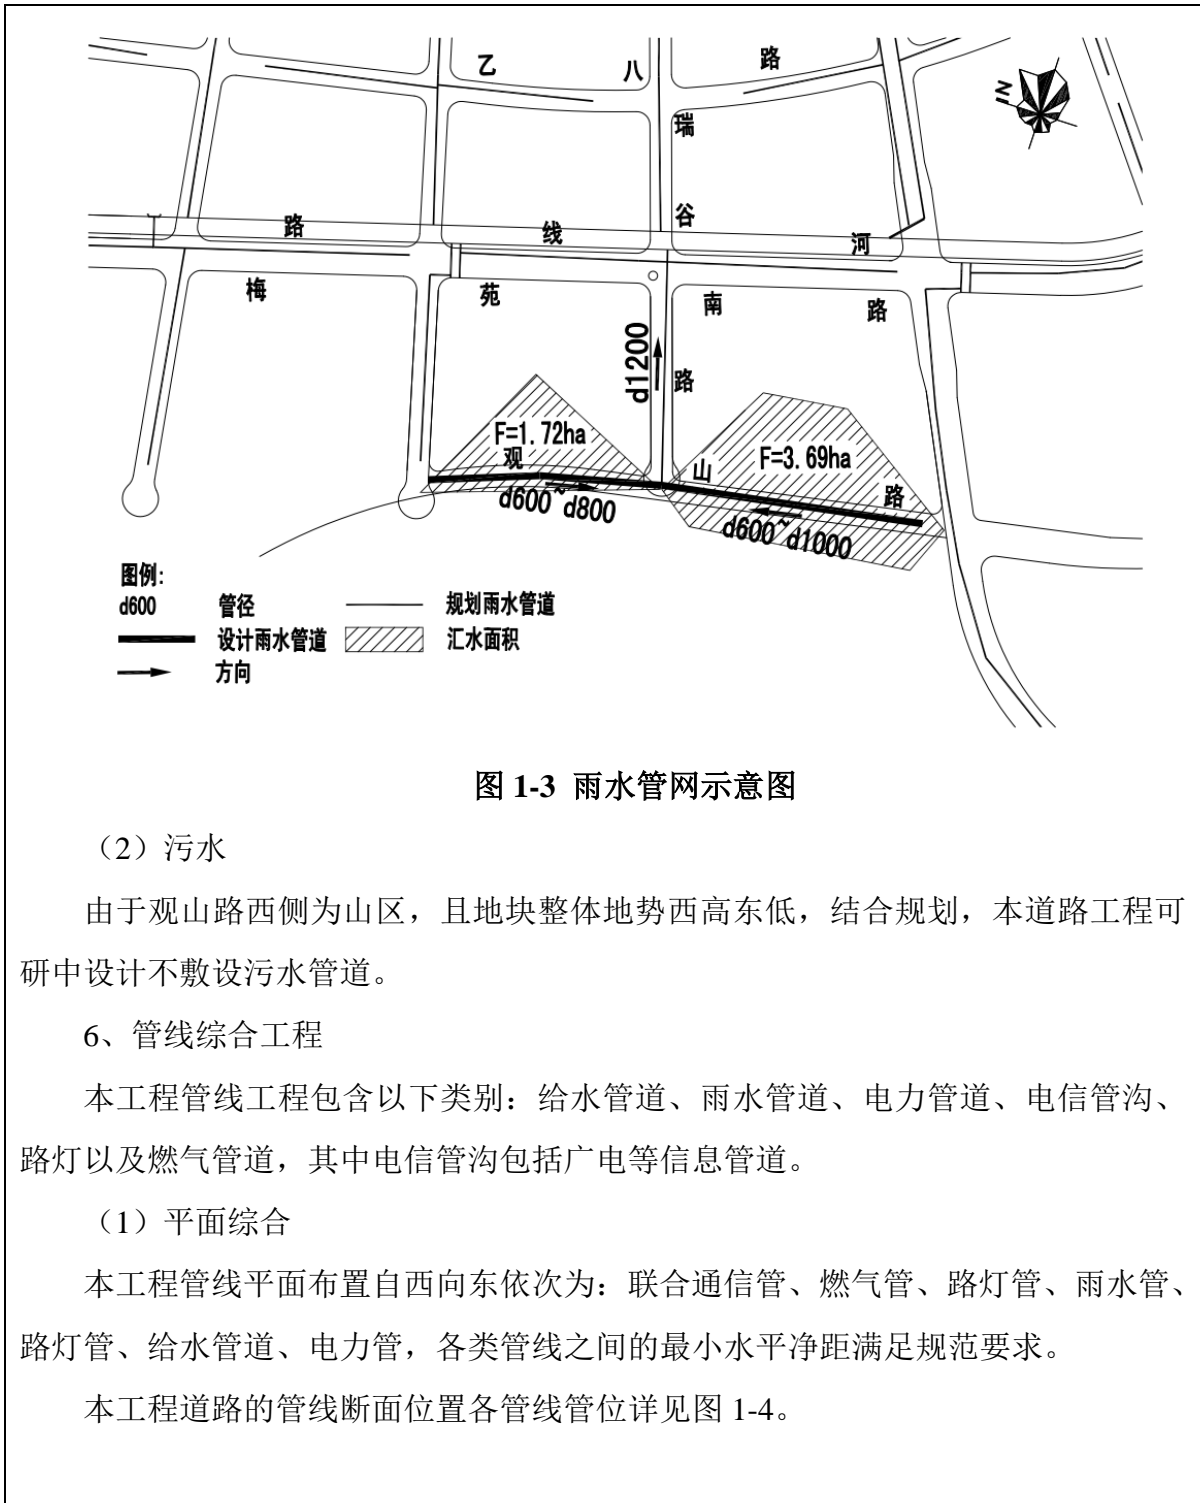 乙 八 路
N
瑞
谷
路 线 河
梅 苑 南 路
d1200
路
F=1.72ha
F=3.69ha
观 山 路
d600~d800
d600~d1000
图例:
d600 管径 规划雨水管道
设计雨水管道 汇水面积
方向
图 1-3 雨水管网示意图
（2）污水
由于观山路西侧为山区，且地块整体地势西高东低，结合规划，本道路工程可
研中设计不敷设污水管道。
6、管线综合工程
本工程管线工程包含以下类别：给水管道、雨水管道、电力管道、电信管沟、
路灯以及燃气管道，其中电信管沟包括广电等信息管道。
（1）平面综合
本工程管线平面布置自西向东依次为：联合通信管、燃气管、路灯管、雨水管、
路灯管、给水管道、电力管，各类管线之间的最小水平净距满足规范要求。
本工程道路的管线断面位置各管线管位详见图 1-4。